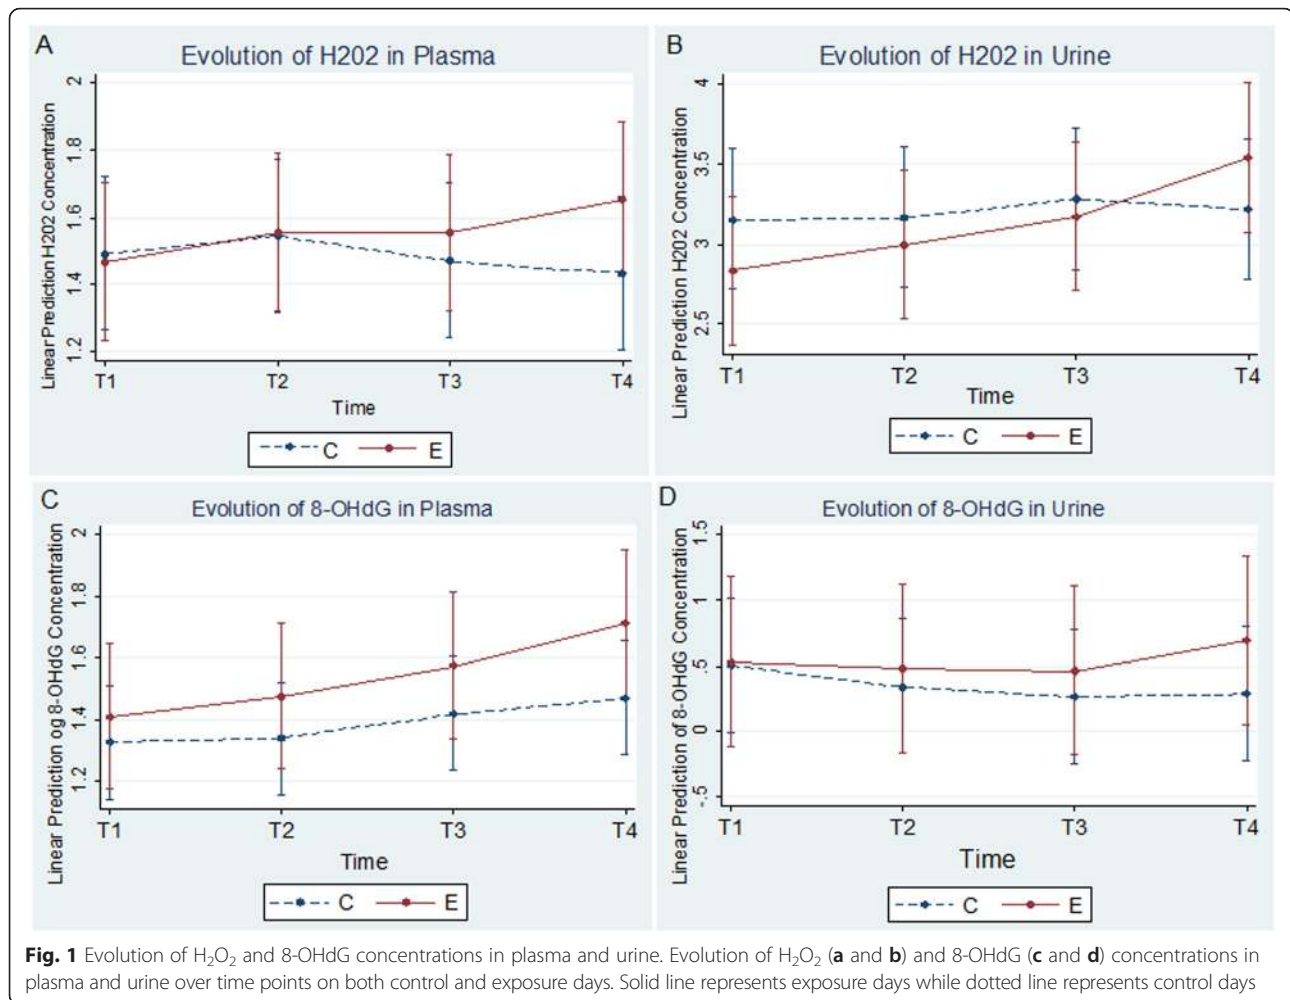 A
Evolution of H202 in Plasma
Linear Prediction H202 Concentration
2
1.8
1.6
1.4
1.2
T1 T2 T3 T4
Time
C E
B
Evolution of H202 in Urine
Linear Prediction H202 Concentration
4
3.5
3
2.5
T1 T2 T3 T4
Time
C E
C
Evolution of 8-OHdG in Plasma
Linear Prediction og 8-OHdG Concentration
2
1.8
1.6
1.4
1.2
T1 T2 T3 T4
Time
C E
D
Evolution of 8-OHdG in Urine
Linear Prediction of 8-OHdG Concentration
1.5
1
.5
0
-.5
T1 T2 T3 T4
Time
C E
Fig. 1 Evolution of H₂O₂ and 8-OHdG concentrations in plasma and urine. Evolution of H₂O₂ (a and b) and 8-OHdG (c and d) concentrations in
plasma and urine over time points on both control and exposure days. Solid line represents exposure days while dotted line represents control days